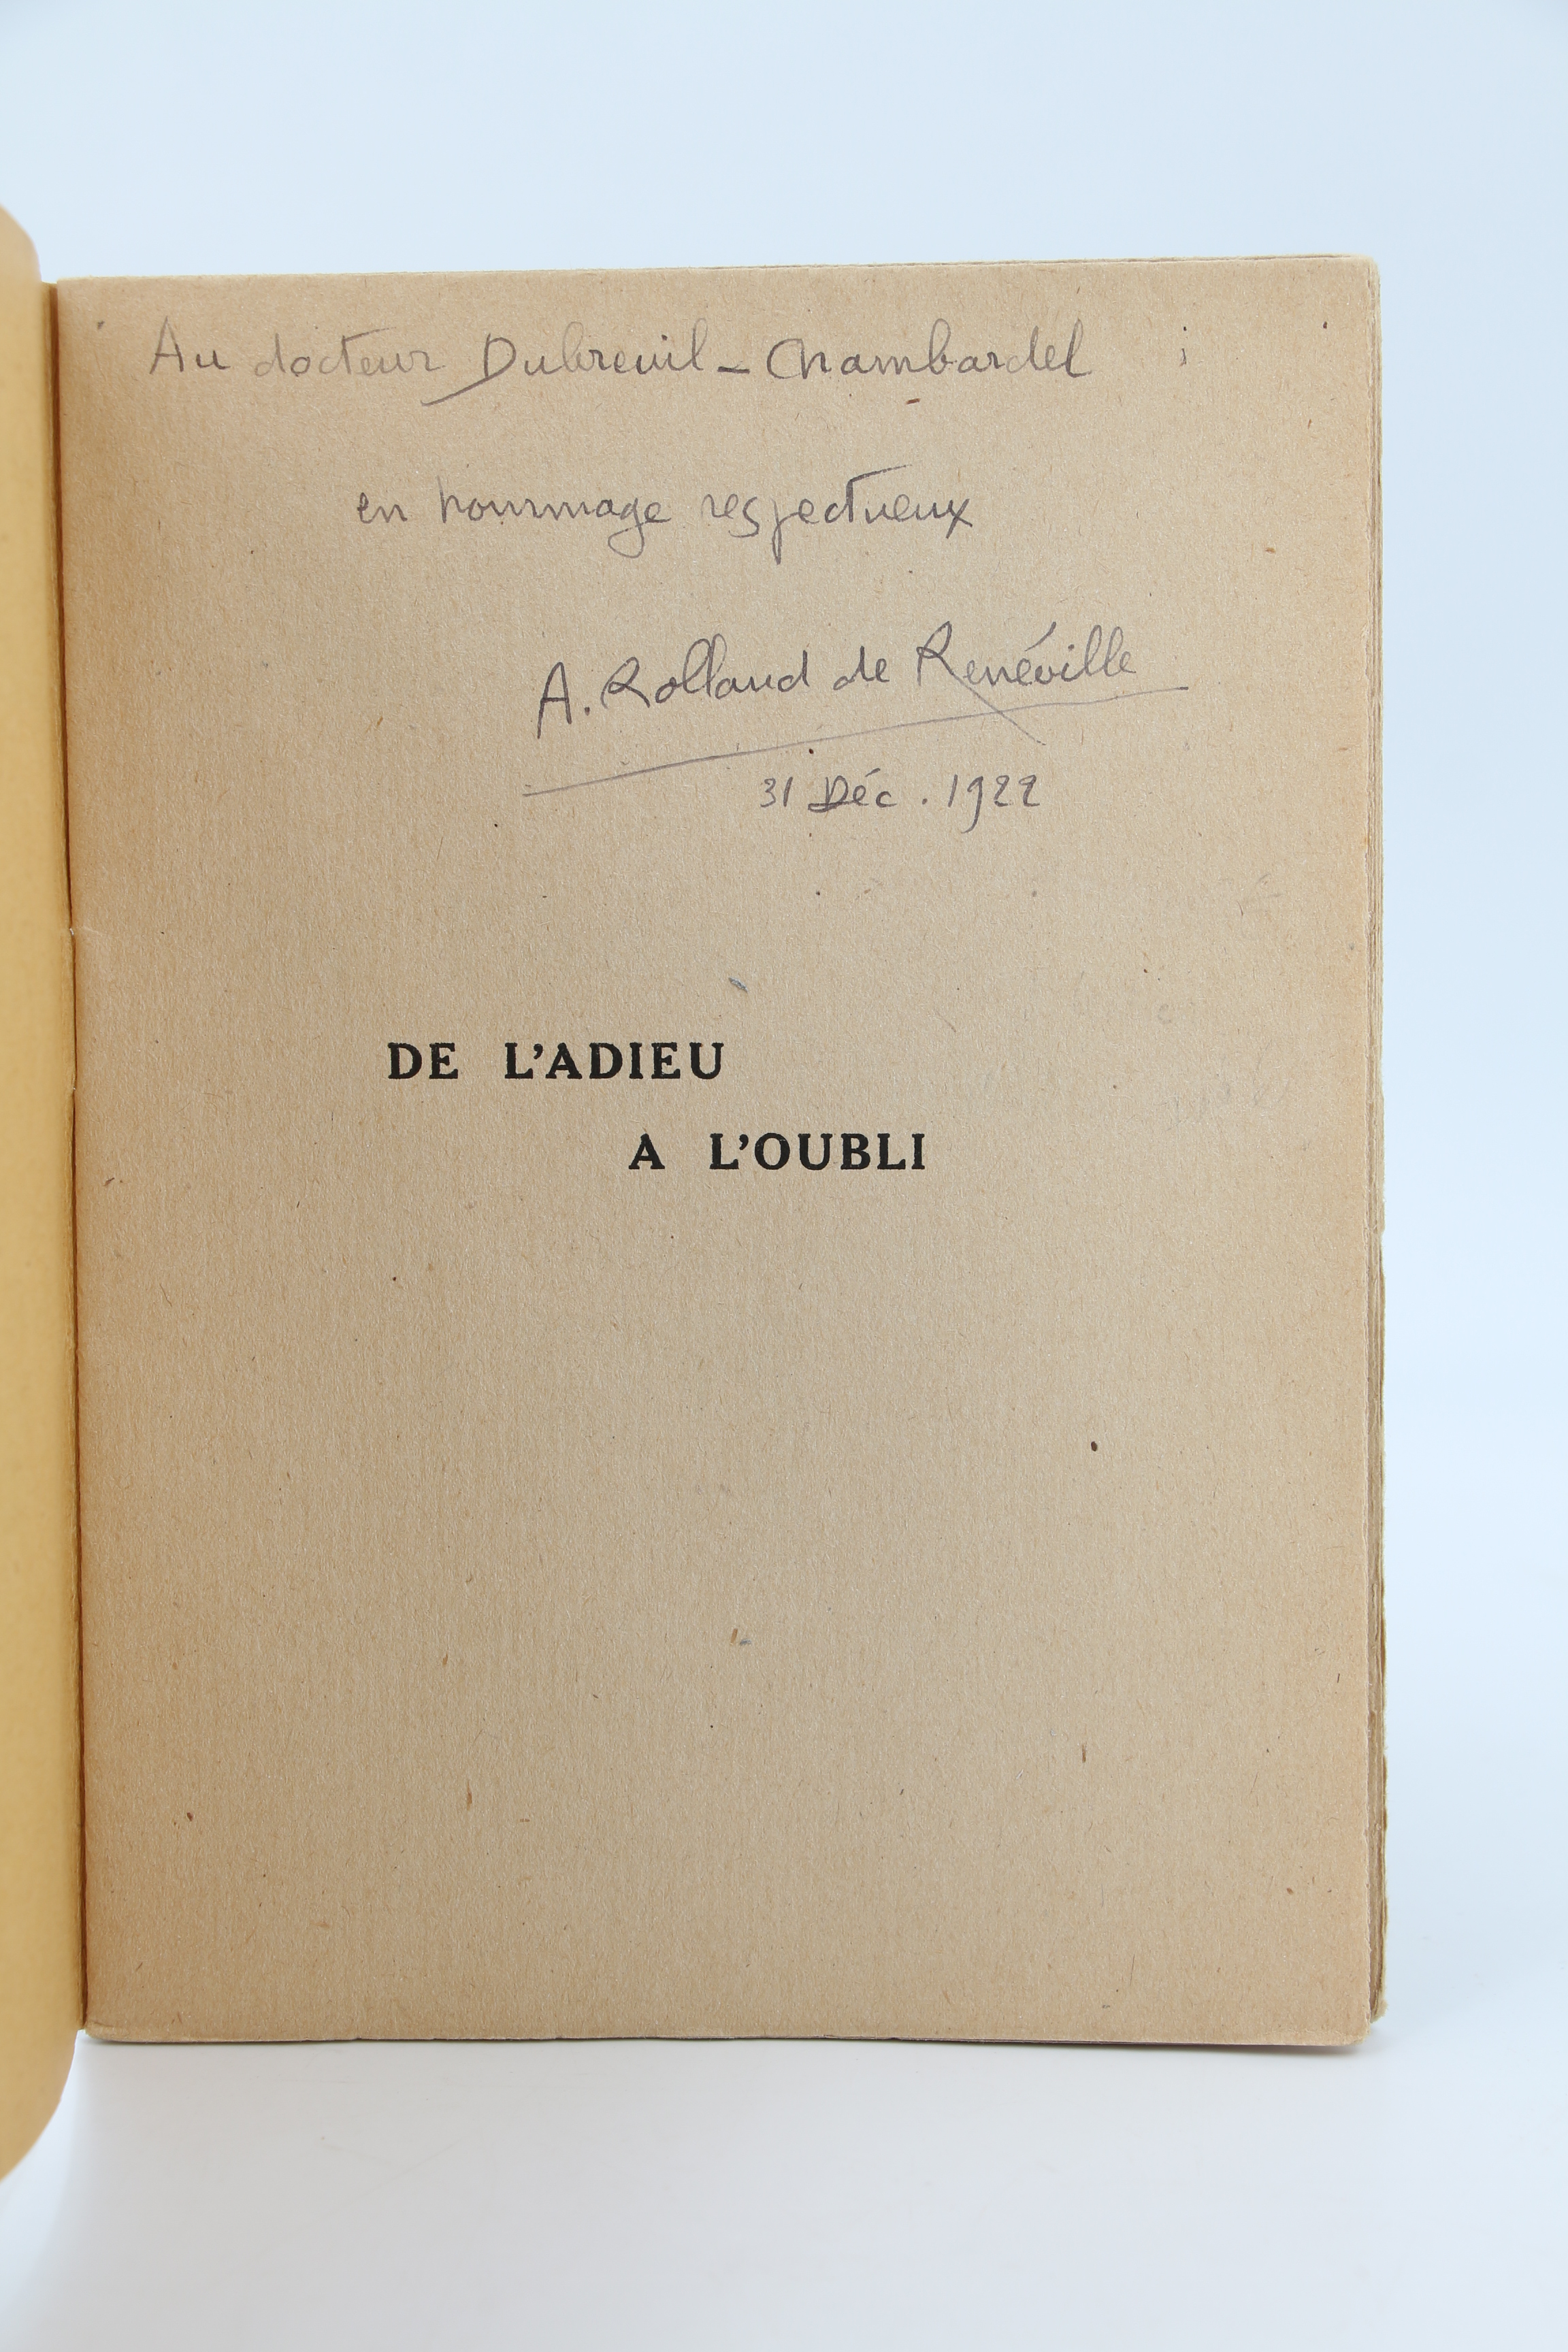 Au docteur Dubreuil-Chambardel
en hommage respectueux
A. Rolland de Renéville
31 Déc. 1922
DE L'ADIEU
A L'OUBLI